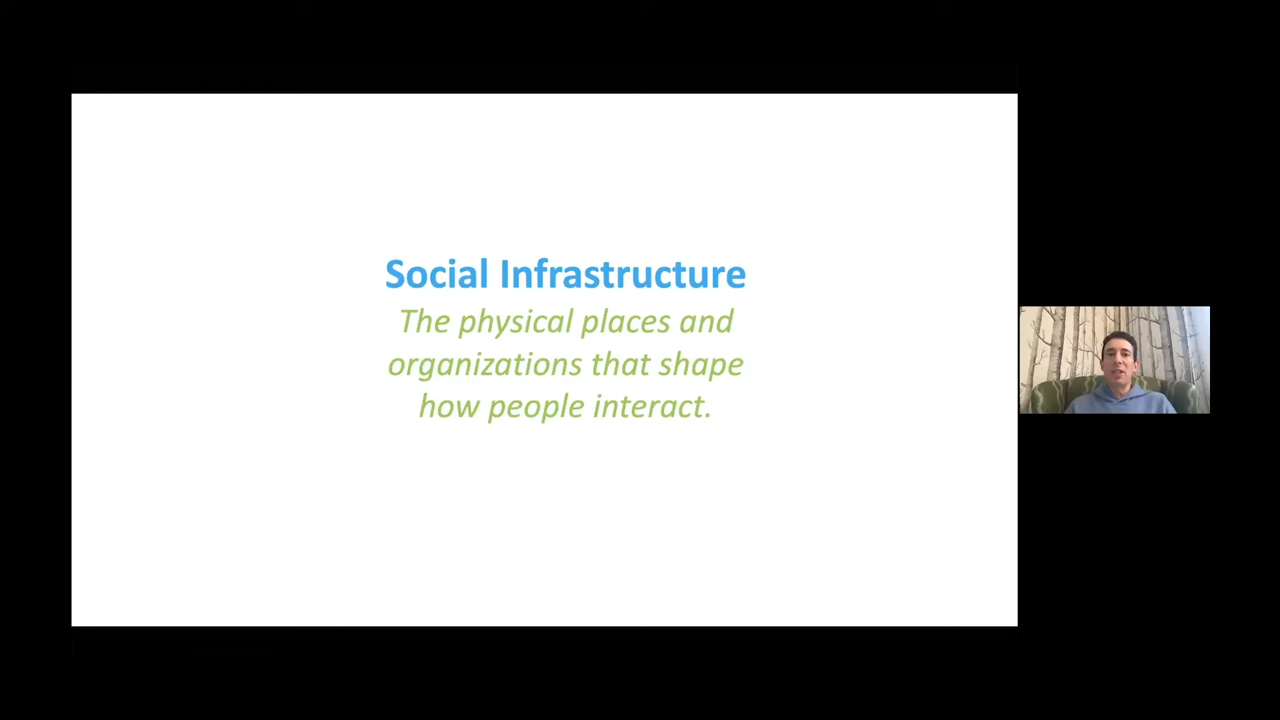 Social Infrastructure
The physical places and
organizations that shape
how people interact.